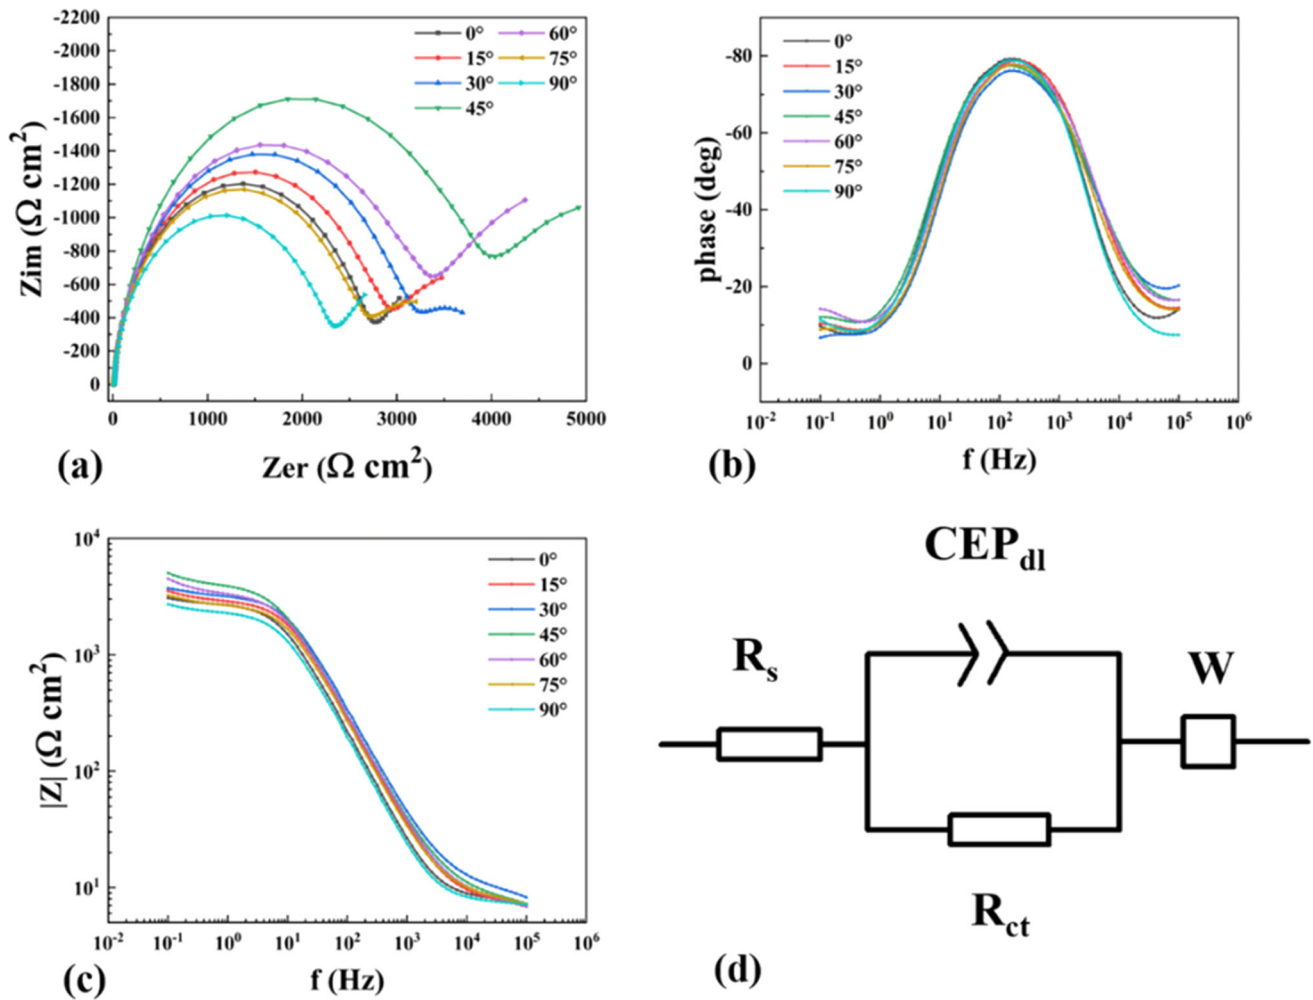 -2200
-2000
-1800
-1600
-1400
-1200
-1000
-800
-600
-400
-200
0
Zim (Ω cm²)
0 1000 2000 3000 4000 5000
Zer (Ω cm²)
(a)
0° 60°
15° 75°
30° 90°
45°
-80
-60
-40
-20
0
phase (deg)
0°
15°
30°
45°
60°
75°
90°
10⁻² 10⁻¹ 10⁰ 10¹ 10² 10³ 10⁴ 10⁵ 10⁶
f (Hz)
(b)
10⁴
10³
10²
10¹
|Z| (Ω cm²)
0°
15°
30°
45°
60°
75°
90°
10⁻² 10⁻¹ 10⁰ 10¹ 10² 10³ 10⁴ 10⁵ 10⁶
f (Hz)
(c)
CEPdl
Rs
W
Rct
(d)